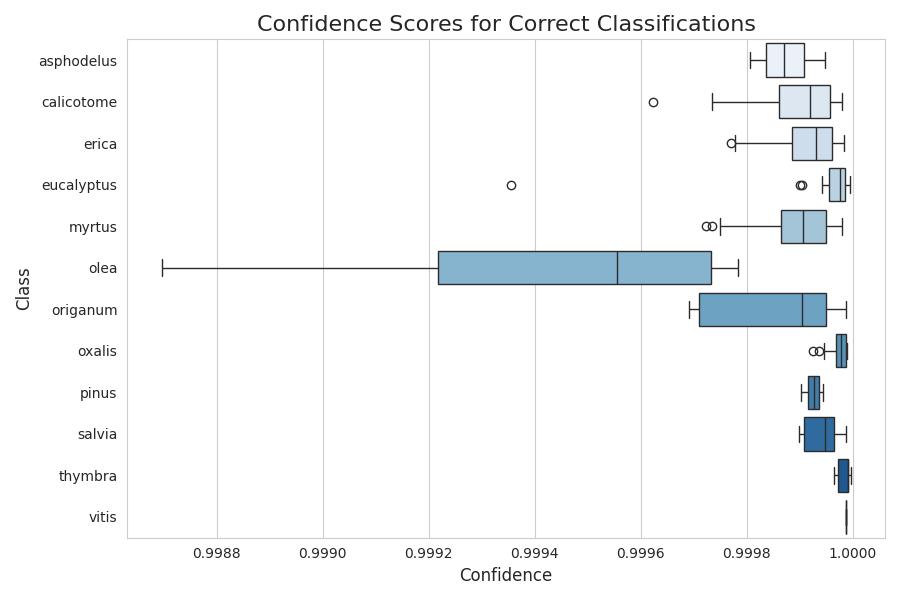 Confidence Scores for Correct Classifications
asphodelus
calicotome
erica
eucalyptus
myrtus
olea
origanum
oxalis
pinus
salvia
thymbra
vitis
Class
0.9988 0.9990 0.9992 0.9994 0.9996 0.9998 1.0000
Confidence